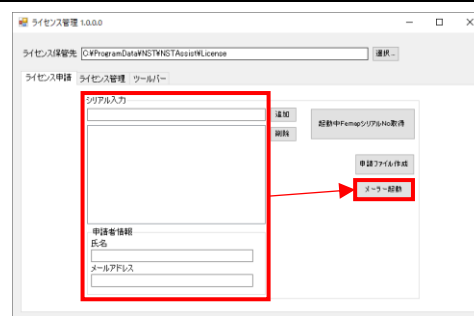 ライセンス管理 1.0.0.0
ライセンス保管先 C:¥ProgramData¥NST¥NSTAssist¥License 選択...
ライセンス申請 ライセンス管理 ツールバー
シリアル入力
追加
削除
起動中FemapシリアルNo取得
申請ファイル作成
メーラー起動
申請者情報
氏名
メールアドレス